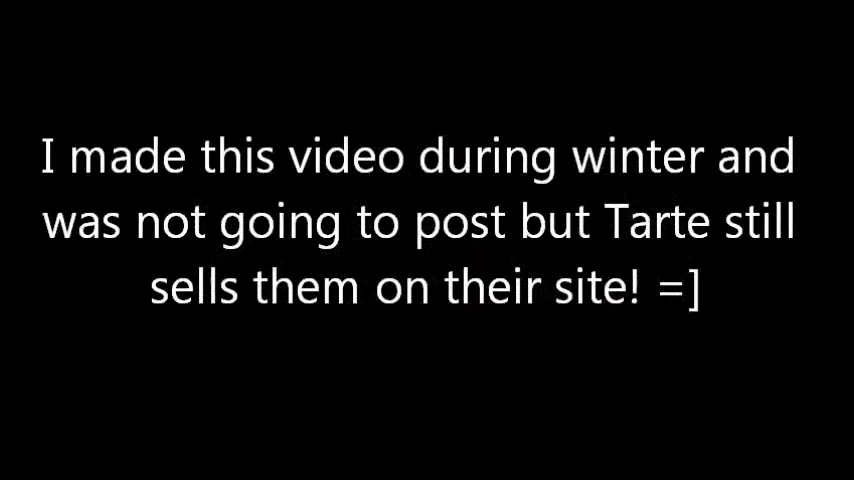 I made this video during winter and
was not going to post but Tarte still
sells them on their site! =]